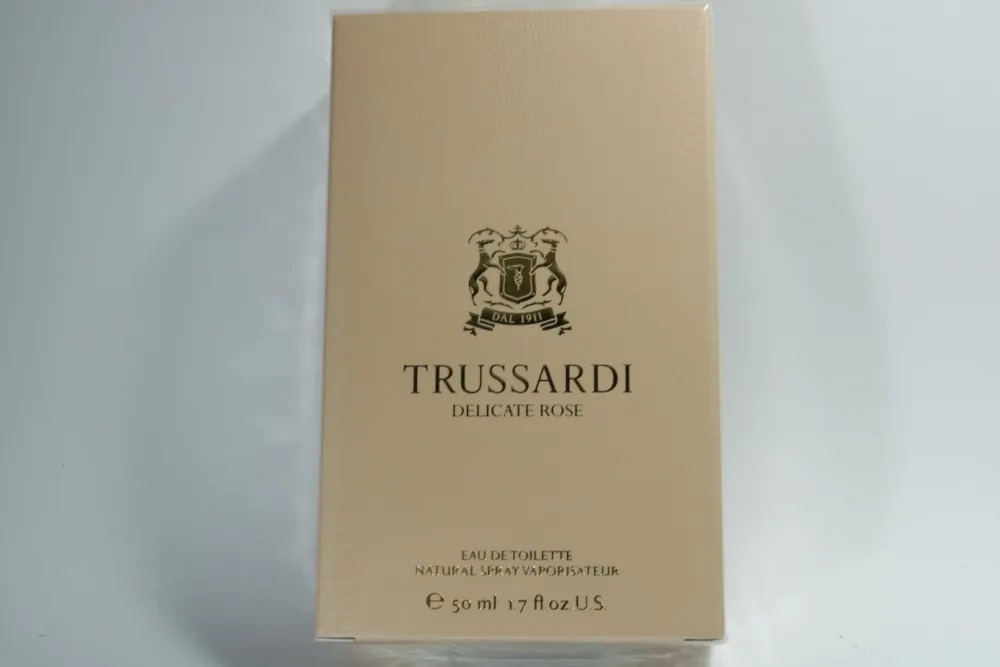 DAL 1911
TRUSSARDI
DELICATE ROSE
EAU DE TOILETTE
NATURAL SPRAY VAPORISATEUR
℮ 50 ml 1.7 fl.oz.U.S.